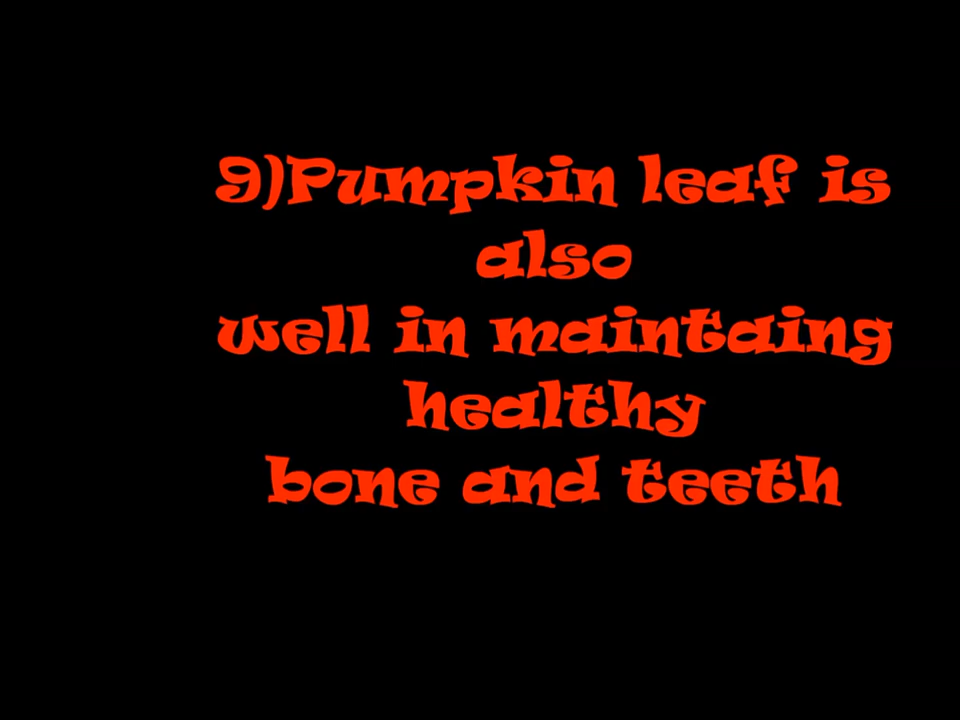 9)Pumpkin leaf is
also
well in maintaing
healthy
bone and teeth